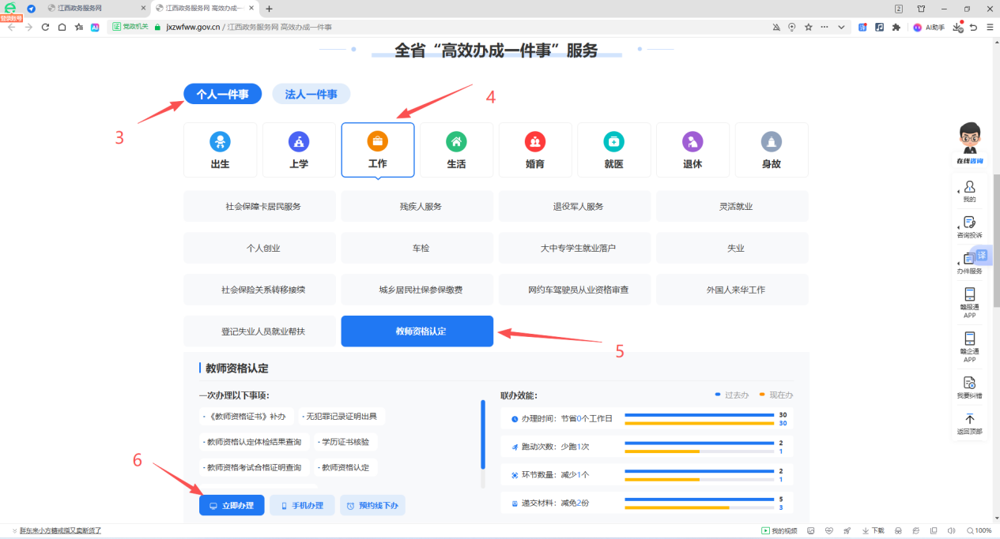 江西政务服务网
江西政务服务网 高效办成一
2
登录账号
AI
证 党政机关 jxzwfww.gov.cn / 江西政务服务网 高效办成一件事
AI助手
全省“高效办成一件事”服务
个人一件事 法人一件事
3
4
出生 上学 工作 生活 婚育 就医 退休 身故
社会保障卡居民服务 残疾人服务 退役军人服务 灵活就业
个人创业 车检 大中专学生就业落户 失业
社会保险关系转移接续 城乡居民社保参保缴费 网约车驾驶员从业资格审查 外国人来华工作
登记失业人员就业帮扶 教师资格认定
5
教师资格认定
一次办理以下事项：
· 《教师资格证书》补办 · 无犯罪记录证明出具
· 教师资格认定体检结果查询 · 学历证书核验
· 教师资格考试合格证明查询 · 教师资格认定
6
立即办理 手机办理 预约线下办
联办效能： 过去办 现在办
办理时间：节省0个工作日 30
30
跑动次数：少跑1次 2
1
环节数量：减少1个 2
1
递交材料：减免2份 5
3
在线咨询
我的
咨询投诉
译
办件服务
赣服通
APP
赣企通
APP
我要纠错
返回顶部
胖东来小方糖戒指又卖断货了
我的视频 下载 100%